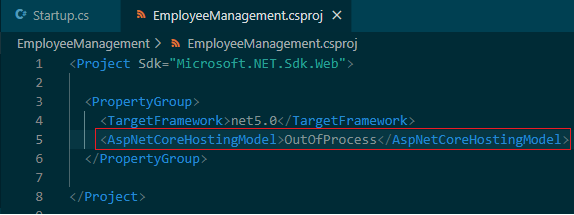 C# Startup.cs
EmployeeManagement.csproj ×
EmployeeManagement > EmployeeManagement.csproj
1 <Project Sdk="Microsoft.NET.Sdk.Web">
2
3 <PropertyGroup>
4 <TargetFramework>net5.0</TargetFramework>
5 <AspNetCoreHostingModel>OutOfProcess</AspNetCoreHostingModel>
6 </PropertyGroup>
7
8 </Project>
9